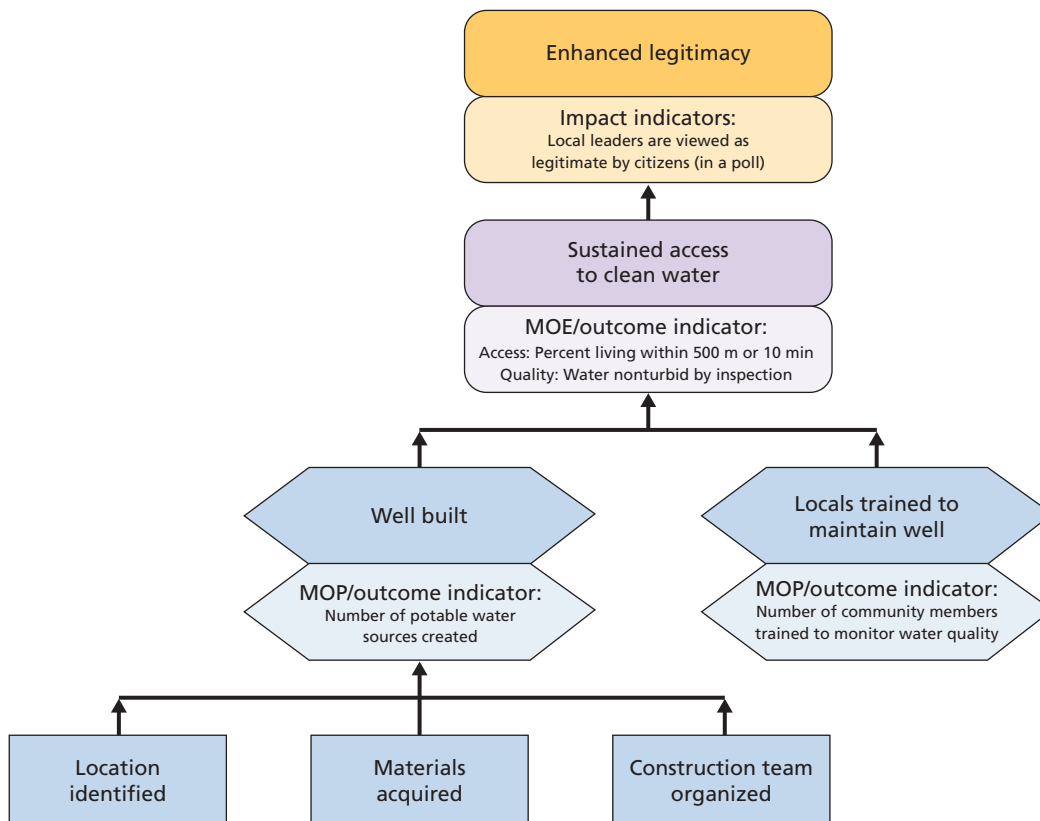 Enhanced legitimacy
Impact indicators:
Local leaders are viewed as
legitimate by citizens (in a poll)
Sustained access
to clean water
MOE/outcome indicator:
Access: Percent living within 500 m or 10 min
Quality: Water nonturbid by inspection
Well built
MOP/outcome indicator:
Number of potable water
sources created
Locals trained to
maintain well
MOP/outcome indicator:
Number of community members
trained to monitor water quality
Location
identified
Materials
acquired
Construction team
organized